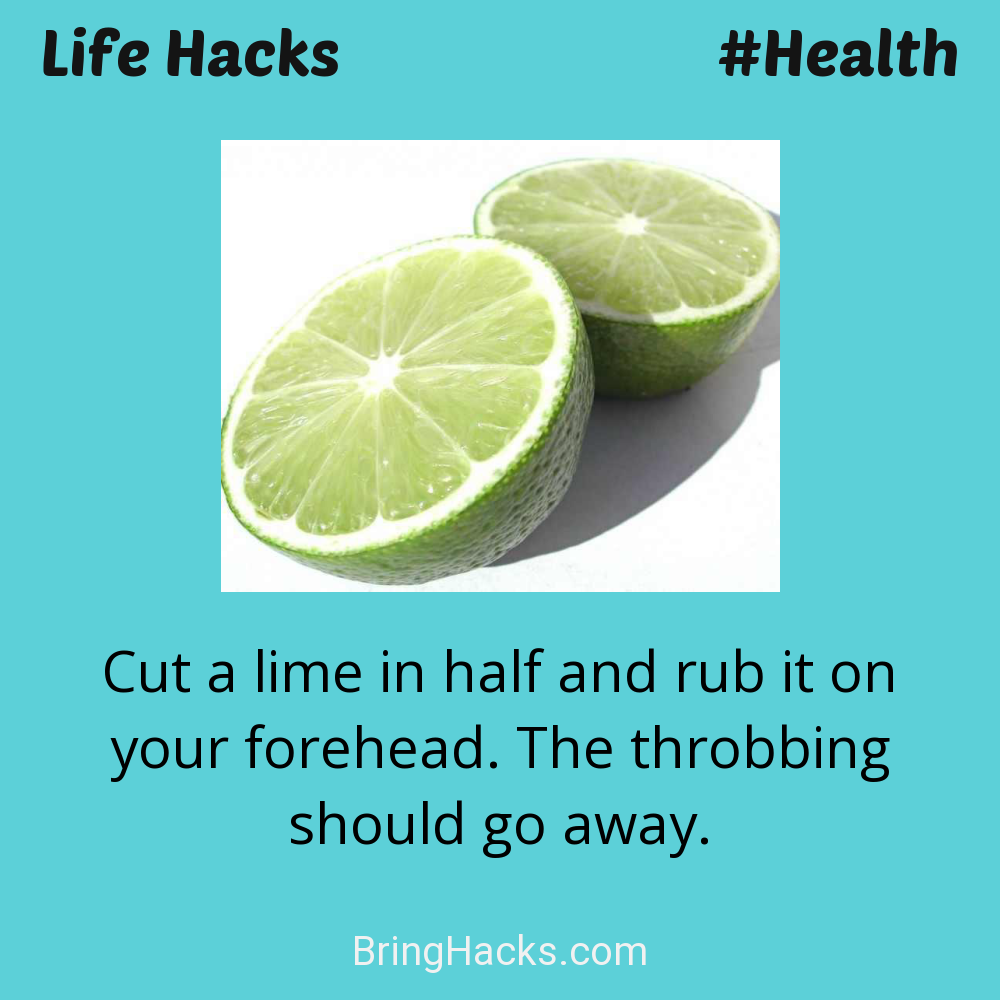 Life Hacks
#Health
Cut a lime in half and rub it on
your forehead. The throbbing
should go away.
BringHacks.com